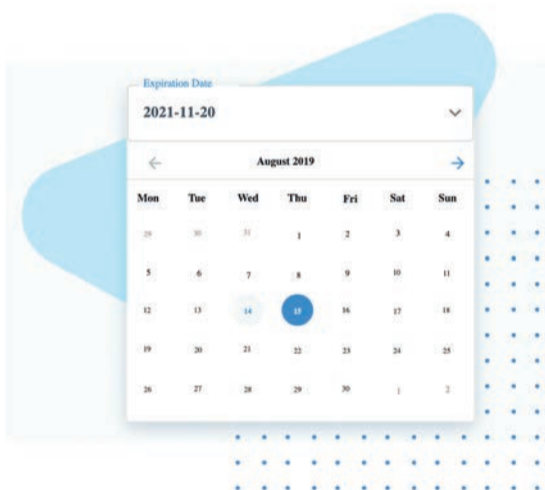 Expiration Date
2021-11-20
August 2019
Mon Tue Wed Thu Fri Sat Sun
29 30 31 1 2 3 4
5 6 7 8 9 10 11
12 13 14 15 16 17 18
19 20 21 22 23 24 25
26 27 28 29 30 1 2